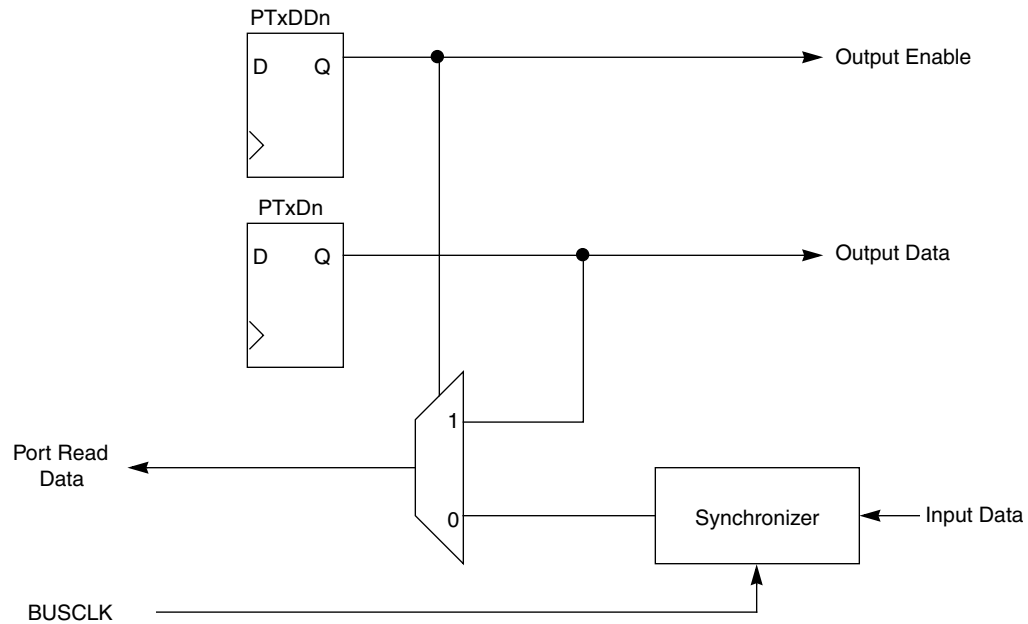 PTxDDn
D Q
Output Enable
PTxDn
D Q
Output Data
1
Port Read
Data
0
Synchronizer
Input Data
BUSCLK